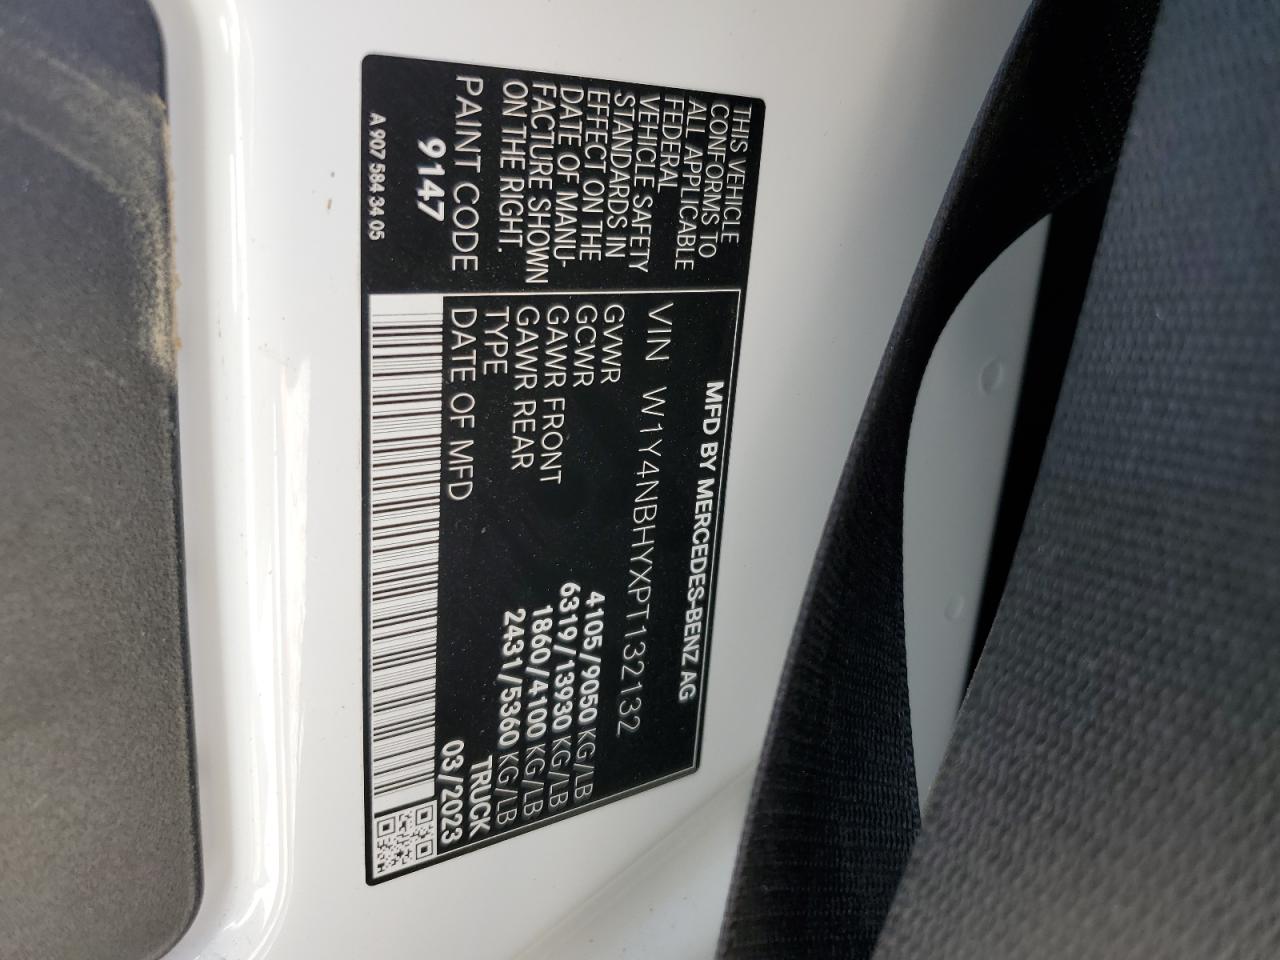 MFD BY MERCEDES-BENZ AG
THIS VEHICLE
CONFORMS TO
ALL APPLICABLE
FEDERAL
VEHICLE SAFETY
STANDARDS IN
EFFECT ON THE
DATE OF MANU-
FACTURE SHOWN
ON THE RIGHT.
PAINT CODE
9147
A 907 584 34 05
VIN W1Y4NBHYXPT132132
GVWR 4105/9050 KG/LB
GCWR 6319/13930 KG/LB
GAWR FRONT 1860/4100 KG/LB
GAWR REAR 2431/5360 KG/LB
TYPE TRUCK
DATE OF MFD 03/2023